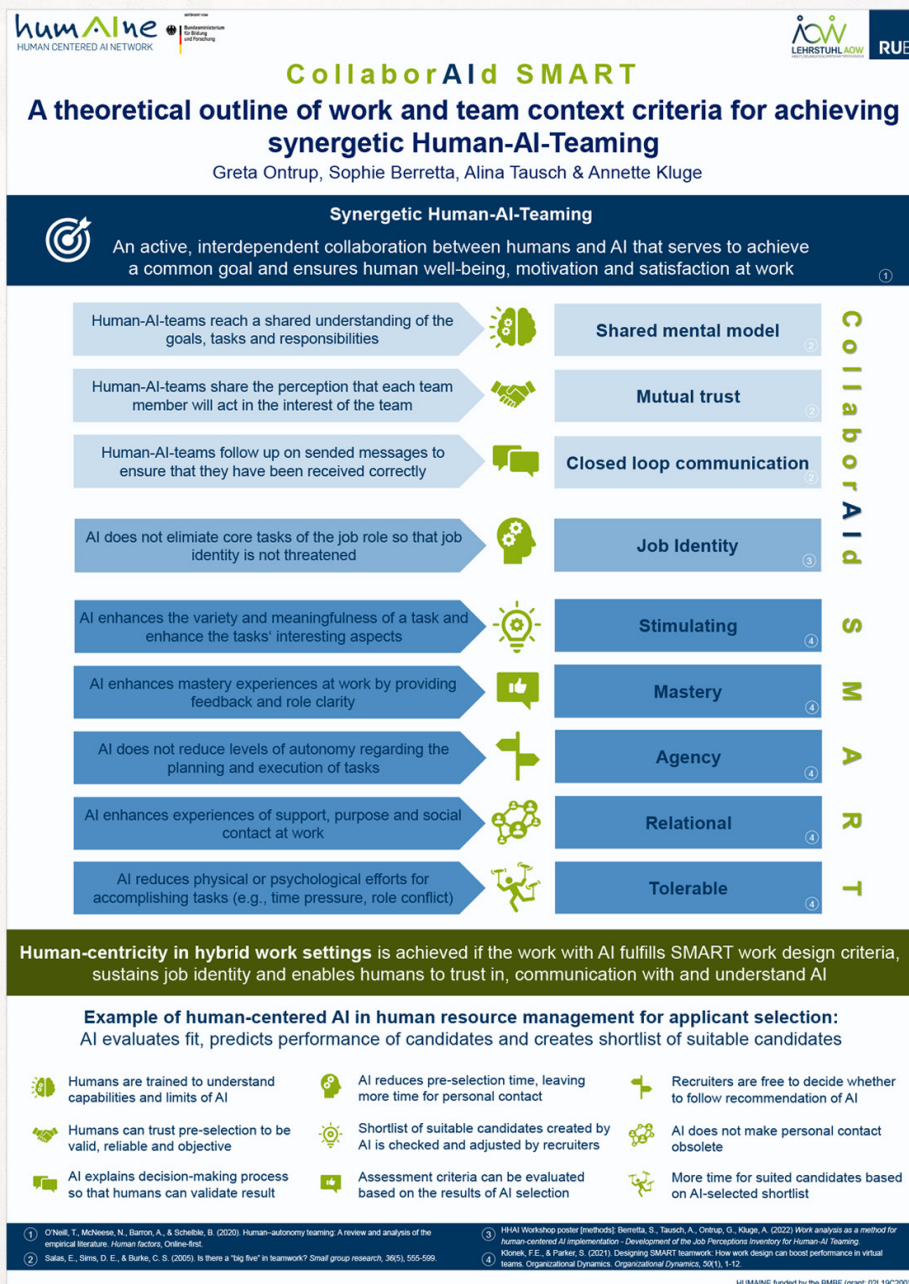 humAIne
HUMAN CENTERED AI NETWORK
Bundesministerium
für Bildung
und Forschung
AOW
LEHRSTUHL AOW
CollaborAId SMART
A theoretical outline of work and team context criteria for achieving
synergetic Human-AI-Teaming
Greta Ontrup, Sophie Berretta, Alina Tausch & Annette Kluge
Synergetic Human-AI-Teaming
An active, interdependent collaboration between humans and AI that serves to achieve
a common goal and ensures human well-being, motivation and satisfaction at work
1
Human-AI-teams reach a shared understanding of the
goals, tasks and responsibilities
Shared mental model
2
Human-AI-teams share the perception that each team
member will act in the interest of the team
Mutual trust
2
Human-AI-teams follow up on sended messages to
ensure that they have been received correctly
Closed loop communication
2
AI does not elimiate core tasks of the job role so that job
identity is not threatened
Job Identity
3
CollaborAId
AI enhances the variety and meaningfulness of a task and
enhance the tasks‘ interesting aspects
Stimulating
4
AI enhances mastery experiences at work by providing
feedback and role clarity
Mastery
4
AI does not reduce levels of autonomy regarding the
planning and execution of tasks
Agency
4
AI enhances experiences of support, purpose and social
contact at work
Relational
4
AI reduces physical or psychological efforts for
accomplishing tasks (e.g., time pressure, role conflict)
Tolerable
4
SMART
Human-centricity in hybrid work settings is achieved if the work with AI fulfills SMART work design criteria,
sustains job identity and enables humans to trust in, communication with and understand AI
Example of human-centered AI in human resource management for applicant selection:
AI evaluates fit, predicts performance of candidates and creates shortlist of suitable candidates
Humans are trained to understand
capabilities and limits of AI
AI reduces pre-selection time, leaving
more time for personal contact
Recruiters are free to decide whether
to follow recommendation of AI
Humans can trust pre-selection to be
valid, reliable and objective
Shortlist of suitable candidates created by
AI is checked and adjusted by recruiters
AI does not make personal contact
obsolete
AI explains decision-making process
so that humans can validate result
Assessment criteria can be evaluated
based on the results of AI selection
More time for suited candidates based
on AI-selected shortlist
1 O'Neill, T., McNeese, N., Barron, A., & Schelble, B. (2020). Human–autonomy teaming: A review and analysis of the
empirical literature. Human factors, Online-first.
2 Salas, E., Sims, D. E., & Burke, C. S. (2005). Is there a "big five" in teamwork? Small group research, 36(5), 555-599.
3 HHAI Workshop poster [methods]: Berretta, S., Tausch, A., Ontrup, G., Kluge, A. (2022) Work analysis as a method for
human-centered AI implementation - Development of the Job Perceptions Inventory for Human-AI Teaming.
4 Klonek, F.E., & Parker, S. (2021). Designing SMART teamwork: How work design can boost performance in virtual
teams. Organizational Dynamics. Organizational Dynamics, 50(1), 1-12.